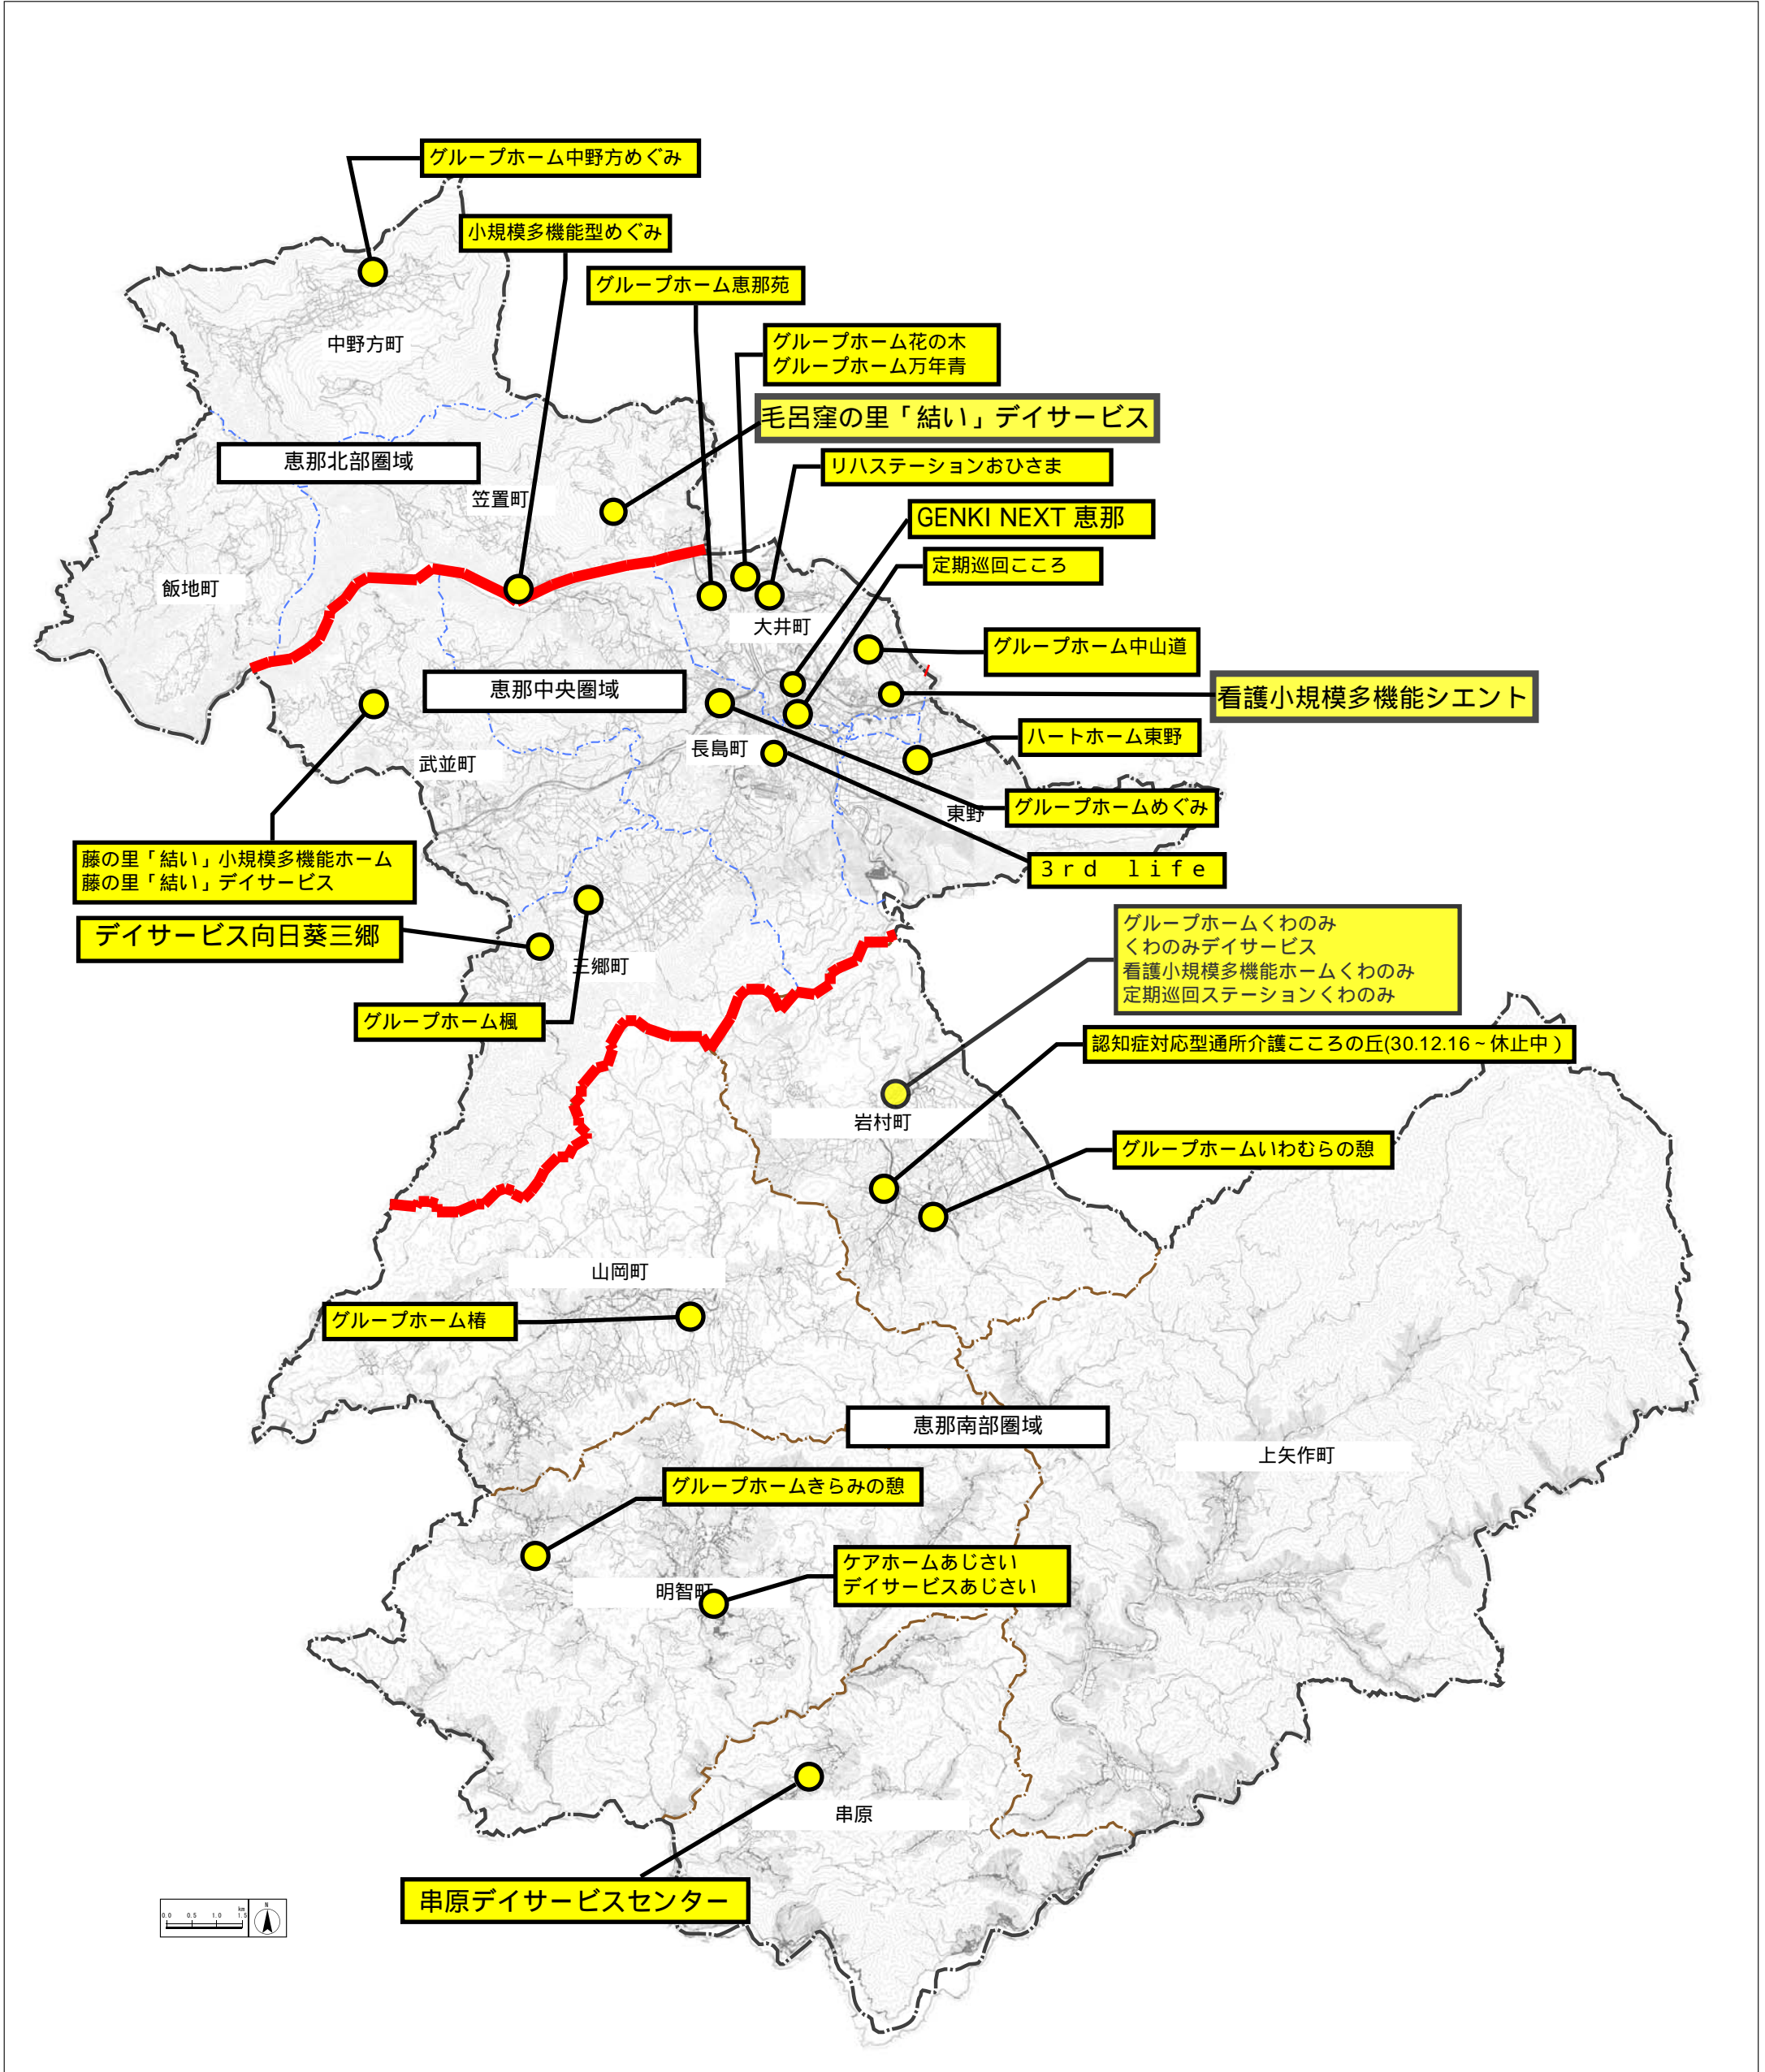 グループホーム中野方めぐみ
小規模多機能型めぐみ
グループホーム恵那苑
グループホーム花の木
グループホーム万年青
中野方町
毛呂窪の里「結い」デイサービス
恵那北部圏域
リハステーションおひさま
笠置町
GENKI NEXT 恵那
定期巡回こころ
飯地町
大井町
グループホーム中山道
恵那中央圏域
看護小規模多機能シエント
ハートホーム東野
長島町
武並町
グループホームめぐみ
東野
藤の里「結い」小規模多機能ホーム
藤の里「結い」デイサービス
3rd life
デイサービス向日葵三郷
グループホームくわのみ
くわのみデイサービス
看護小規模多機能ホームくわのみ
定期巡回ステーションくわのみ
三郷町
グループホーム楓
認知症対応型通所介護こころの丘(30.12.16~休止中)
岩村町
グループホームいわむらの憩
山岡町
グループホーム椿
恵那南部圏域
上矢作町
グループホームきらみの憩
ケアホームあじさい
デイサービスあじさい
明智町
串原
串原デイサービスセンター
km
0.0 0.5 1.0 1.5
N